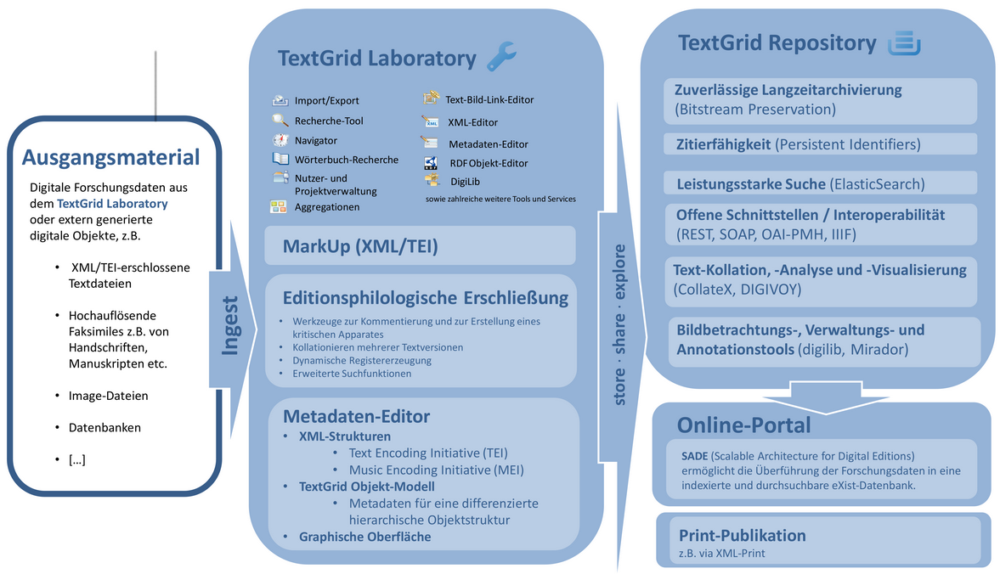 Ausgangsmaterial
Digitale Forschungsdaten aus
dem TextGrid Laboratory
oder extern generierte
digitale Objekte, z.B.
• XML/TEI-erschlossene
Textdateien
• Hochauflösende
Faksimiles z.B. von
Handschriften,
Manuskripten etc.
• Image-Dateien
• Datenbanken
• [...]
Ingest
TextGrid Laboratory
Import/Export
Recherche-Tool
Navigator
Wörterbuch-Recherche
Nutzer- und
Projektverwaltung
Aggregationen
Text-Bild-Link-Editor
XML
XML-Editor
Metadaten-Editor
RDF Objekt-Editor
DigiLib
sowie zahlreiche weitere Tools und Services
MarkUp (XML/TEI)
Editionsphilologische Erschließung
• Werkzeuge zur Kommentierung und zur Erstellung eines
kritischen Apparates
• Kollationieren mehrerer Textversionen
• Dynamische Registererzeugung
• Erweiterte Suchfunktionen
Metadaten-Editor
• XML-Strukturen
• Text Encoding Initiative (TEI)
• Music Encoding Initiative (MEI)
• TextGrid Objekt-Modell
• Metadaten für eine differenzierte
hierarchische Objektstruktur
• Graphische Oberfläche
store · share · explore
TextGrid Repository
Zuverlässige Langzeitarchivierung
(Bitstream Preservation)
Zitierfähigkeit (Persistent Identifiers)
Leistungsstarke Suche (ElasticSearch)
Offene Schnittstellen / Interoperabilität
(REST, SOAP, OAI-PMH, IIIF)
Text-Kollation, -Analyse und -Visualisierung
(CollateX, DIGIVOY)
Bildbetrachtungs-, Verwaltungs- und
Annotationstools (digilib, Mirador)
Online-Portal
SADE (Scalable Architecture for Digital Editions)
ermöglicht die Überführung der Forschungsdaten in eine
indexierte und durchsuchbare eXist-Datenbank.
Print-Publikation
z.B. via XML-Print